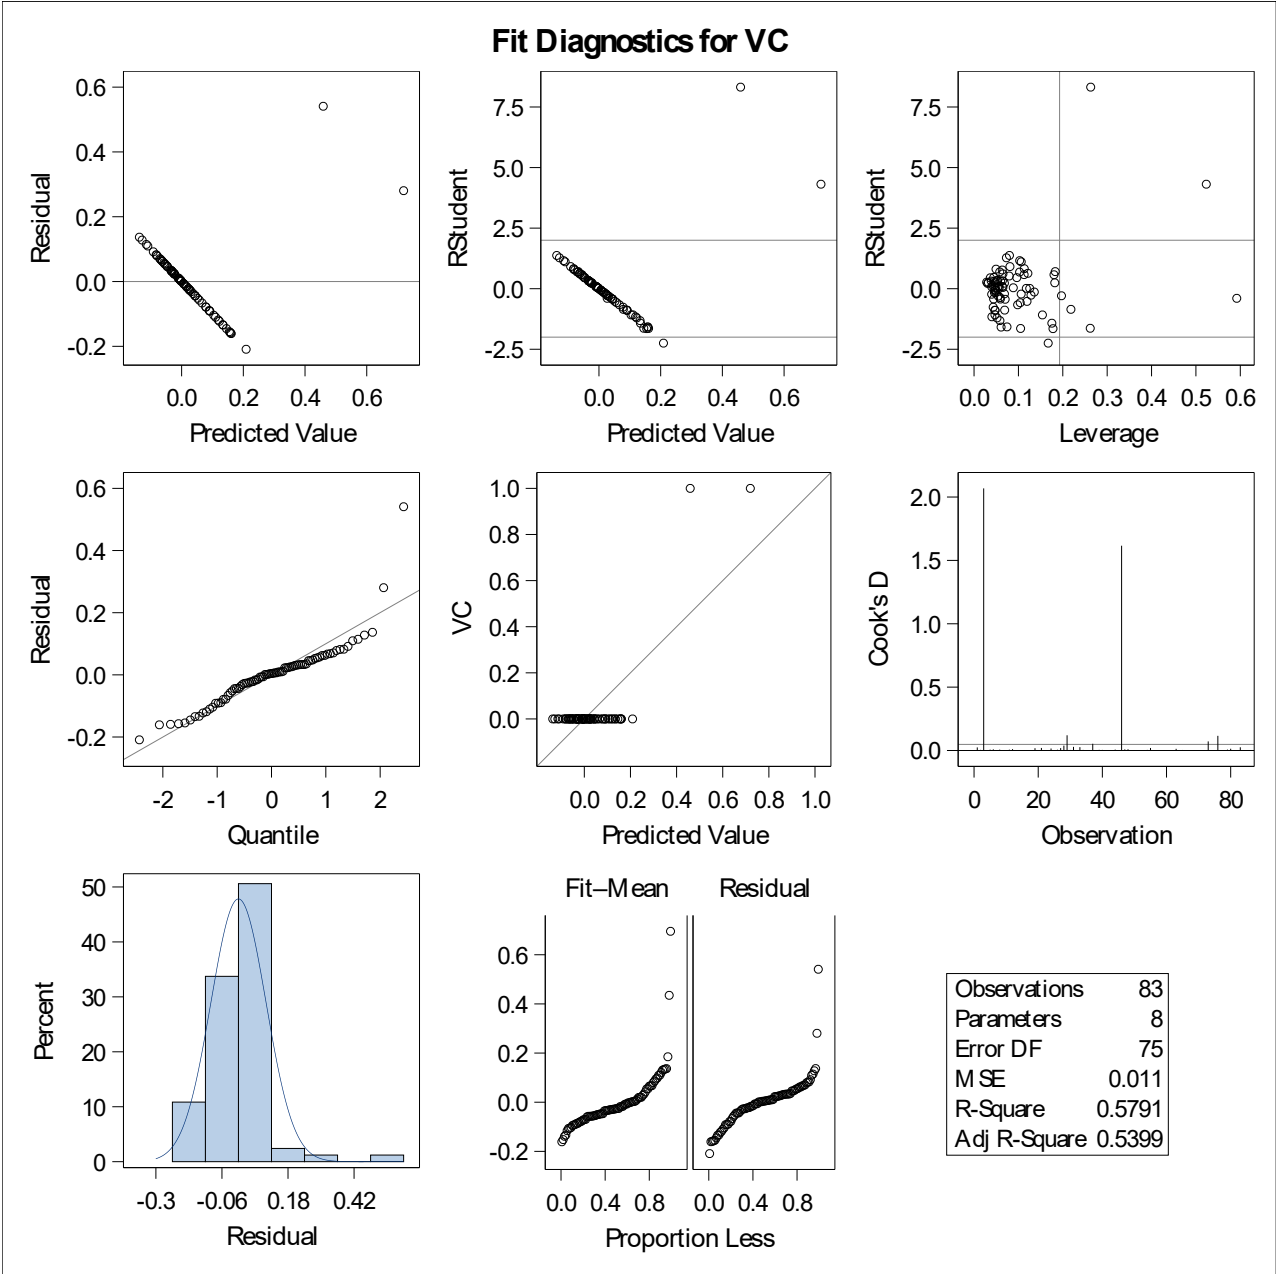 Fit Diagnostics for VC
0.6
0.4
0.2
0.0
-0.2
Residual
0.0 0.2 0.4 0.6
Predicted Value
7.5
5.0
2.5
0.0
-2.5
RStudent
0.0 0.2 0.4 0.6
Predicted Value
7.5
5.0
2.5
0.0
-2.5
RStudent
0.0 0.1 0.2 0.3 0.4 0.5 0.6
Leverage
0.6
0.4
0.2
0.0
-0.2
Residual
-2 -1 0 1 2
Quantile
1.0
0.8
0.6
0.4
0.2
0.0
VC
0.0 0.2 0.4 0.6 0.8 1.0
Predicted Value
2.0
1.5
1.0
0.5
0.0
Cook's D
0 20 40 60 80
Observation
50
40
30
20
10
0
Percent
-0.3 -0.06 0.18 0.42
Residual
Fit–Mean Residual
0.6
0.4
0.2
0.0
-0.2
0.0 0.4 0.8 0.0 0.4 0.8
Proportion Less
Observations 83
Parameters 8
Error DF 75
MSE 0.011
R-Square 0.5791
Adj R-Square 0.5399